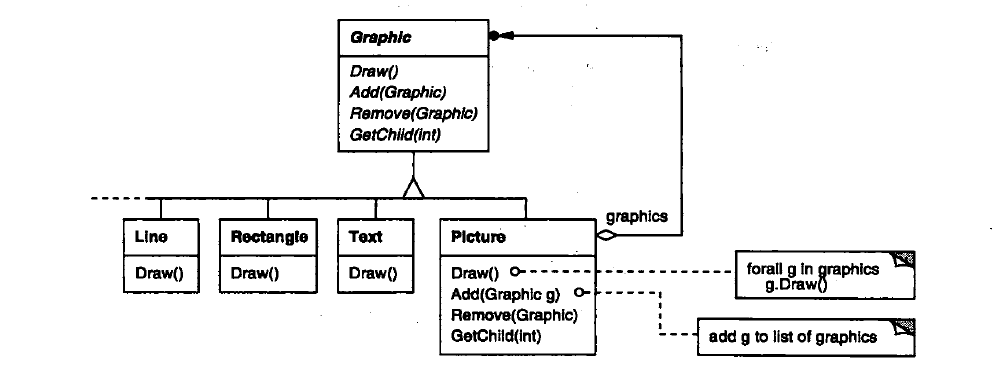 Graphic
Draw()
Add(Graphic)
Remove(Graphic)
GetChild(int)
graphics
Line
Rectangle
Text
Picture
Draw()
Draw()
Draw()
Draw()
Add(Graphic g)
Remove(Graphic)
GetChild(int)
forall g in graphics
g.Draw()
add g to list of graphics